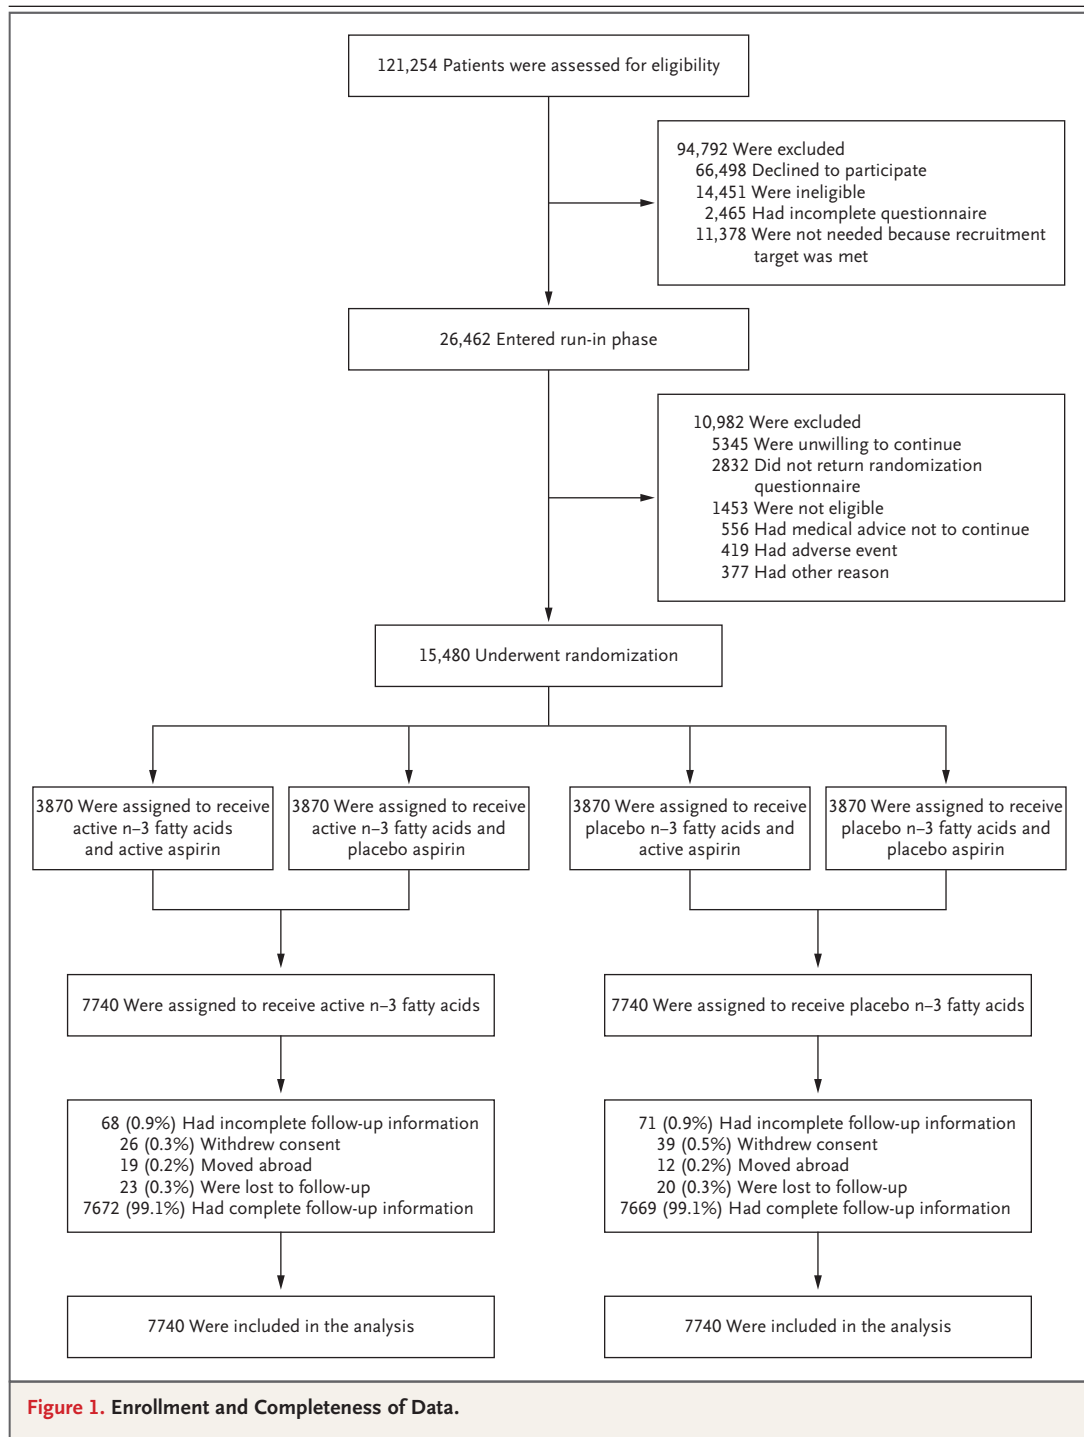 121,254 Patients were assessed for eligibility
94,792 Were excluded
66,498 Declined to participate
14,451 Were ineligible
2,465 Had incomplete questionnaire
11,378 Were not needed because recruitment
target was met
26,462 Entered run-in phase
10,982 Were excluded
5345 Were unwilling to continue
2832 Did not return randomization
questionnaire
1453 Were not eligible
556 Had medical advice not to continue
419 Had adverse event
377 Had other reason
15,480 Underwent randomization
3870 Were assigned to receive
active n–3 fatty acids
and active aspirin
3870 Were assigned to receive
active n–3 fatty acids and
placebo aspirin
3870 Were assigned to receive
placebo n–3 fatty acids and
active aspirin
3870 Were assigned to receive
placebo n–3 fatty acids and
placebo aspirin
7740 Were assigned to receive active n–3 fatty acids
7740 Were assigned to receive placebo n–3 fatty acids
68 (0.9%) Had incomplete follow-up information
26 (0.3%) Withdrew consent
19 (0.2%) Moved abroad
23 (0.3%) Were lost to follow-up
7672 (99.1%) Had complete follow-up information
71 (0.9%) Had incomplete follow-up information
39 (0.5%) Withdrew consent
12 (0.2%) Moved abroad
20 (0.3%) Were lost to follow-up
7669 (99.1%) Had complete follow-up information
7740 Were included in the analysis
7740 Were included in the analysis
Figure 1. Enrollment and Completeness of Data.